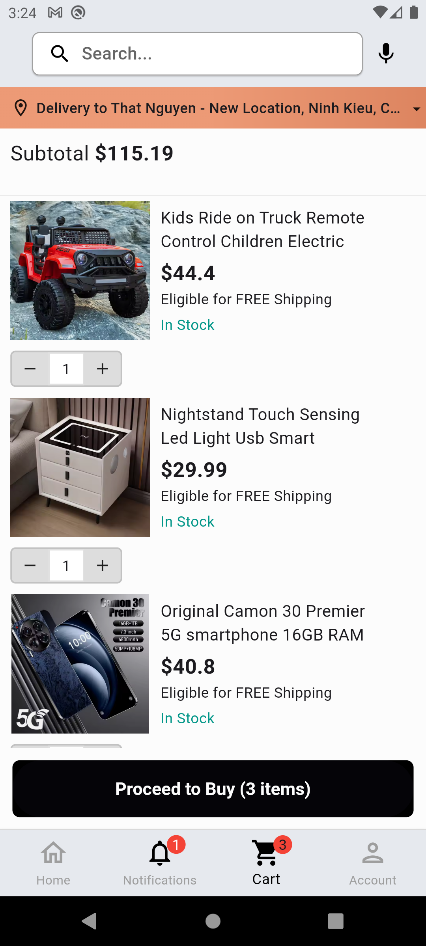 3:24
Search...
Delivery to That Nguyen - New Location, Ninh Kieu, C...
Subtotal $115.19
Kids Ride on Truck Remote
Control Children Electric
$44.4
Eligible for FREE Shipping
In Stock
1
Nightstand Touch Sensing
Led Light Usb Smart
$29.99
Eligible for FREE Shipping
In Stock
1
Camon 30
Premier
10:00
5G
Original Camon 30 Premier
5G smartphone 16GB RAM
$40.8
Eligible for FREE Shipping
In Stock
Proceed to Buy (3 items)
1
3
Home
Notifications
Cart
Account